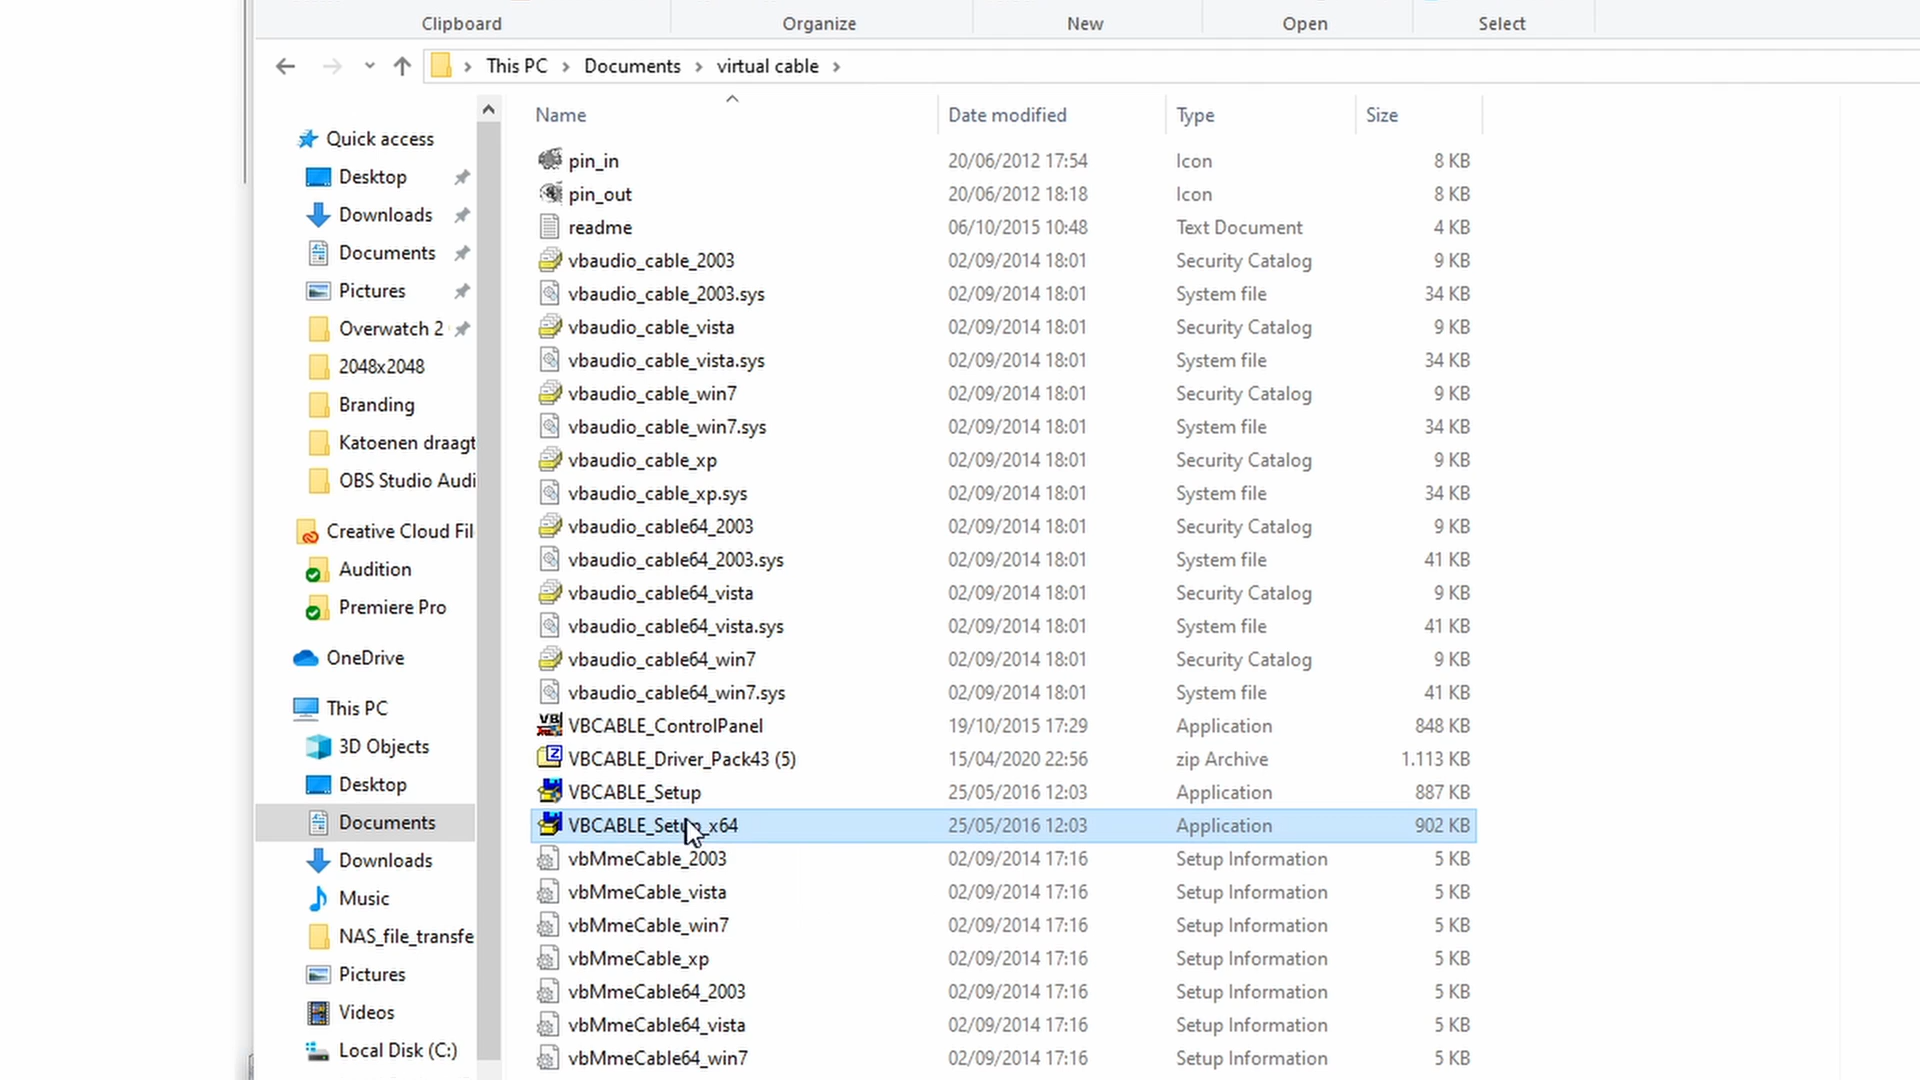 Clipboard Organize New Open Select
This PC Documents virtual cable
Name Date modified Type Size
Quick access
Desktop
Downloads
Documents
Pictures
Overwatch 2
2048x2048
Branding
Katoenen draagt
OBS Studio Audi
Creative Cloud Fil
Audition
Premiere Pro
OneDrive
This PC
3D Objects
Desktop
Documents
Downloads
Music
NAS_file_transfe
Pictures
Videos
Local Disk (C:)
pin_in 20/06/2012 17:54 Icon 8 KB
pin_out 20/06/2012 18:18 Icon 8 KB
readme 06/10/2015 10:48 Text Document 4 KB
vbaudio_cable_2003 02/09/2014 18:01 Security Catalog 9 KB
vbaudio_cable_2003.sys 02/09/2014 18:01 System file 34 KB
vbaudio_cable_vista 02/09/2014 18:01 Security Catalog 9 KB
vbaudio_cable_vista.sys 02/09/2014 18:01 System file 34 KB
vbaudio_cable_win7 02/09/2014 18:01 Security Catalog 9 KB
vbaudio_cable_win7.sys 02/09/2014 18:01 System file 34 KB
vbaudio_cable_xp 02/09/2014 18:01 Security Catalog 9 KB
vbaudio_cable_xp.sys 02/09/2014 18:01 System file 34 KB
vbaudio_cable64_2003 02/09/2014 18:01 Security Catalog 9 KB
vbaudio_cable64_2003.sys 02/09/2014 18:01 System file 41 KB
vbaudio_cable64_vista 02/09/2014 18:01 Security Catalog 9 KB
vbaudio_cable64_vista.sys 02/09/2014 18:01 System file 41 KB
vbaudio_cable64_win7 02/09/2014 18:01 Security Catalog 9 KB
vbaudio_cable64_win7.sys 02/09/2014 18:01 System file 41 KB
VBCABLE_ControlPanel 19/10/2015 17:29 Application 848 KB
VBCABLE_Driver_Pack43 (5) 15/04/2020 22:56 zip Archive 1.113 KB
VBCABLE_Setup 25/05/2016 12:03 Application 887 KB
VBCABLE_Setup_x64 25/05/2016 12:03 Application 902 KB
vbMmeCable_2003 02/09/2014 17:16 Setup Information 5 KB
vbMmeCable_vista 02/09/2014 17:16 Setup Information 5 KB
vbMmeCable_win7 02/09/2014 17:16 Setup Information 5 KB
vbMmeCable_xp 02/09/2014 17:16 Setup Information 5 KB
vbMmeCable64_2003 02/09/2014 17:16 Setup Information 5 KB
vbMmeCable64_vista 02/09/2014 17:16 Setup Information 5 KB
vbMmeCable64_win7 02/09/2014 17:16 Setup Information 5 KB